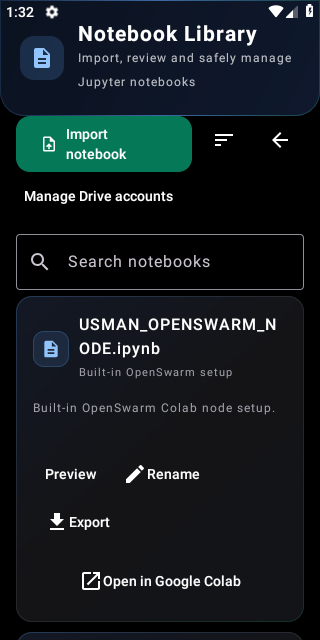 1:32
Notebook Library
Import, review and safely manage
Jupyter notebooks
Import
notebook
Manage Drive accounts
Search notebooks
USMAN_OPENSWARM_N
ODE.ipynb
Built-in OpenSwarm setup
Built-in OpenSwarm Colab node setup.
Preview
Rename
Export
Open in Google Colab